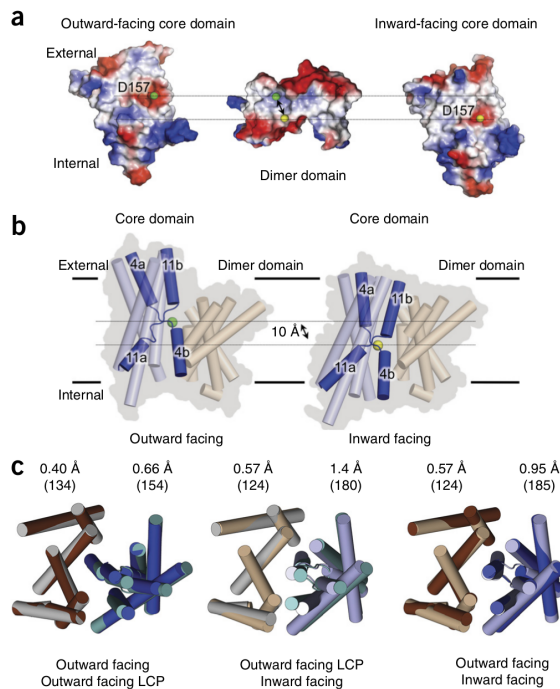 a
Outward-facing core domain
Inward-facing core domain
External
D157
D157
Internal
Dimer domain
b
Core domain
Core domain
External
4a
11b
Dimer domain
4a
11b
Dimer domain
10 Å
11a
4b
11a
4b
Internal
Outward facing
Inward facing
c
0.40 Å
(134)
0.66 Å
(154)
0.57 Å
(124)
1.4 Å
(180)
0.57 Å
(124)
0.95 Å
(185)
Outward facing
Outward facing LCP
Outward facing LCP
Inward facing
Outward facing
Inward facing